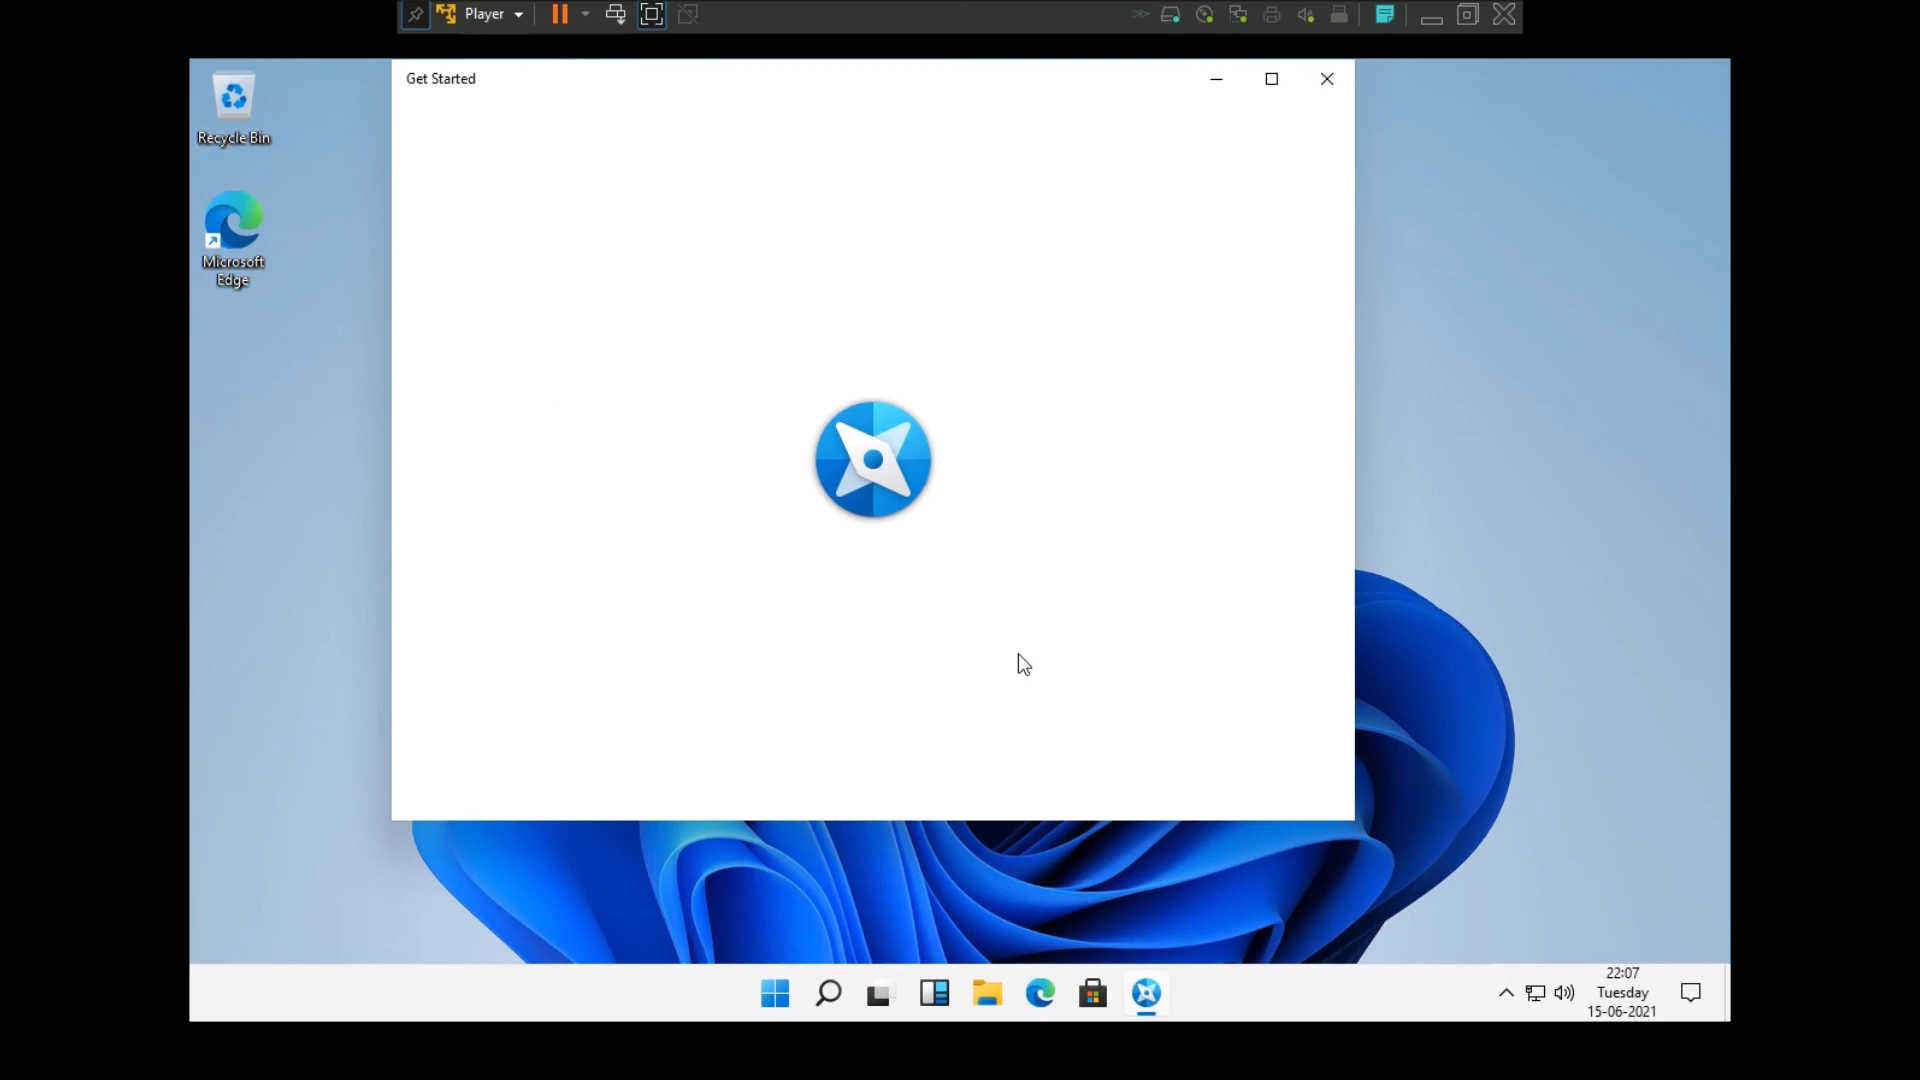 Player
Get Started
Recycle Bin
Microsoft
Edge
22:07
Tuesday
15-06-2021